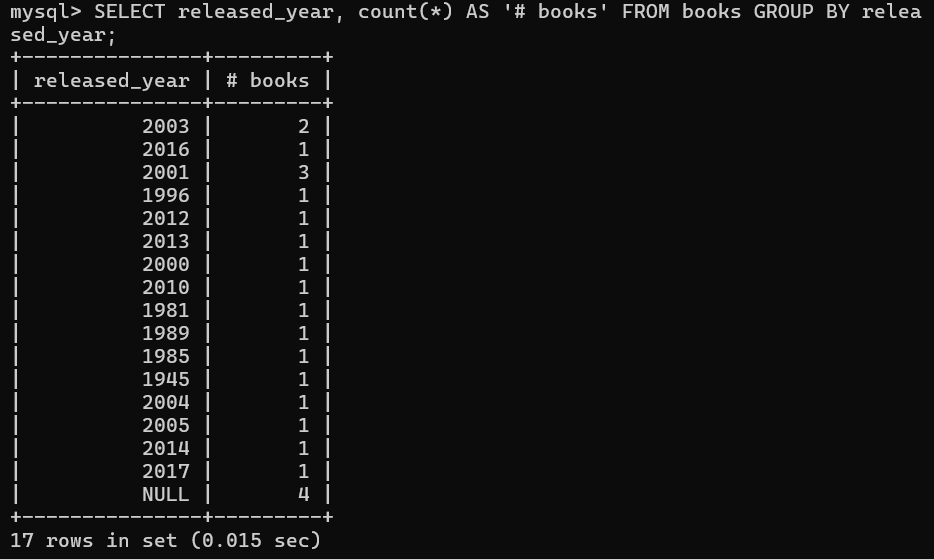 mysql> SELECT released_year, count(*) AS '# books' FROM books GROUP BY relea
sed_year;
+---------------+---------+
| released_year | # books |
+---------------+---------+
|          2003 |       2 |
|          2016 |       1 |
|          2001 |       3 |
|          1996 |       1 |
|          2012 |       1 |
|          2013 |       1 |
|          2000 |       1 |
|          2010 |       1 |
|          1981 |       1 |
|          1989 |       1 |
|          1985 |       1 |
|          1945 |       1 |
|          2004 |       1 |
|          2005 |       1 |
|          2014 |       1 |
|          2017 |       1 |
|          NULL |       4 |
+---------------+---------+
17 rows in set (0.015 sec)